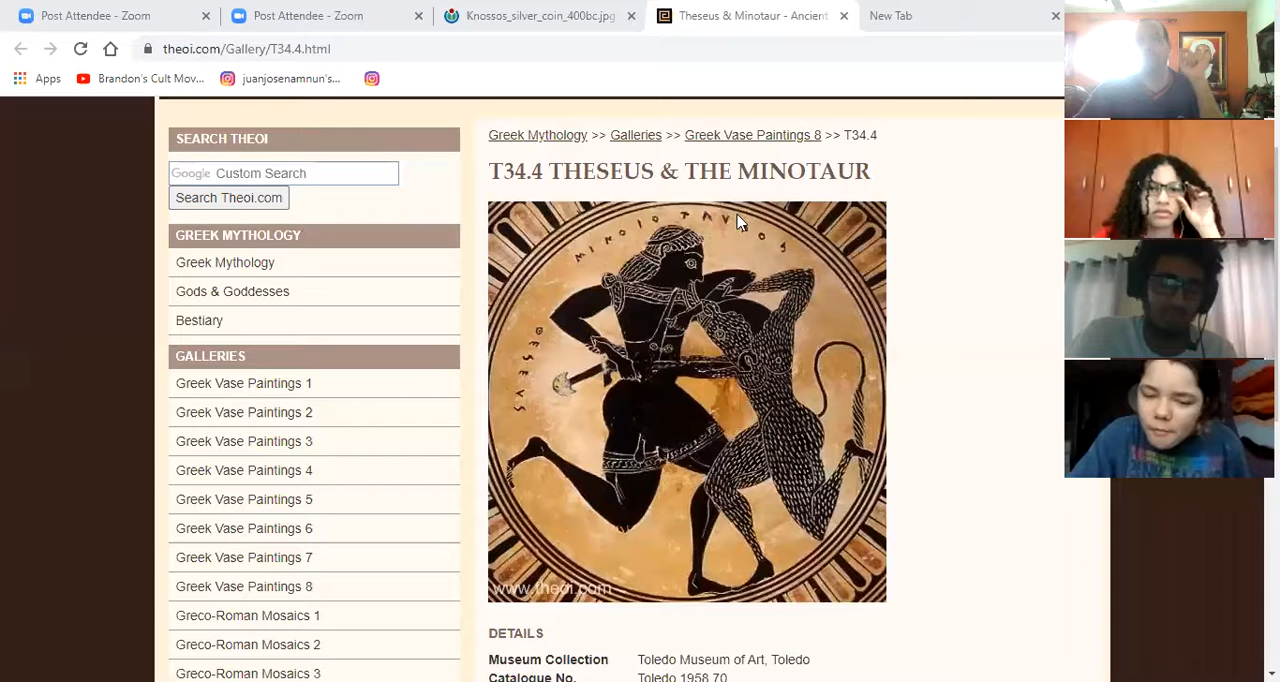 Post Attendee - Zoom
Post Attendee - Zoom
Knossos_silver_coin_400bc.jpg
Theseus & Minotaur - Ancient
New Tab
theoi.com/Gallery/T34.4.html
Apps
Brandon's Cult Mov...
juanjosernamnun's...
SEARCH THEOI
Google Custom Search
Search Theoi.com
GREEK MYTHOLOGY
Greek Mythology
Gods & Goddesses
Bestiary
GALLERIES
Greek Vase Paintings 1
Greek Vase Paintings 2
Greek Vase Paintings 3
Greek Vase Paintings 4
Greek Vase Paintings 5
Greek Vase Paintings 6
Greek Vase Paintings 7
Greek Vase Paintings 8
Greco-Roman Mosaics 1
Greco-Roman Mosaics 2
Greco-Roman Mosaics 3
Greek Mythology >> Galleries >> Greek Vase Paintings 8 >> T34.4
T34.4 THESEUS & THE MINOTAUR
www.theoi.com
DETAILS
Museum Collection Toledo Museum of Art, Toledo
Catalogue No. Toledo 1958.70